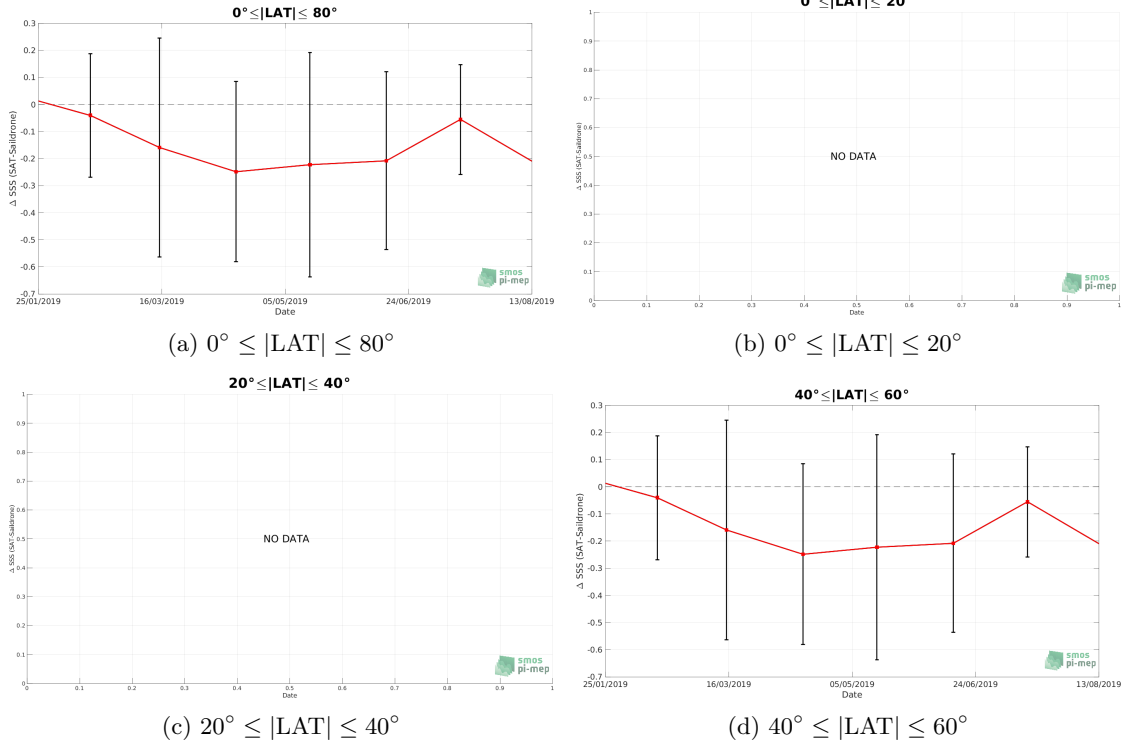 0°≤|LAT|≤ 80°
0.3
0.2
0.1
0
-0.1
-0.2
-0.3
-0.4
-0.5
-0.6
-0.7
Δ SSS (SAT-Saildrone)
25/01/2019 16/03/2019 05/05/2019 24/06/2019 13/08/2019
Date
smos
pi-mep
(a) 0° ≤ |LAT| ≤ 80°
0°≤|LAT|≤ 20°
1
0.9
0.8
0.7
0.6
0.5
0.4
0.3
0.2
0.1
0
Δ SSS (SAT-Saildrone)
NO DATA
0 0.1 0.2 0.3 0.4 0.5 0.6 0.7 0.8 0.9 1
Date
smos
pi-mep
(b) 0° ≤ |LAT| ≤ 20°
20°≤|LAT|≤ 40°
1
0.9
0.8
0.7
0.6
0.5
0.4
0.3
0.2
0.1
0
Δ SSS (SAT-Saildrone)
NO DATA
0 0.1 0.2 0.3 0.4 0.5 0.6 0.7 0.8 0.9 1
Date
smos
pi-mep
(c) 20° ≤ |LAT| ≤ 40°
40°≤|LAT|≤ 60°
0.3
0.2
0.1
0
-0.1
-0.2
-0.3
-0.4
-0.5
-0.6
-0.7
Δ SSS (SAT-Saildrone)
25/01/2019 16/03/2019 05/05/2019 24/06/2019 13/08/2019
Date
smos
pi-mep
(d) 40° ≤ |LAT| ≤ 60°